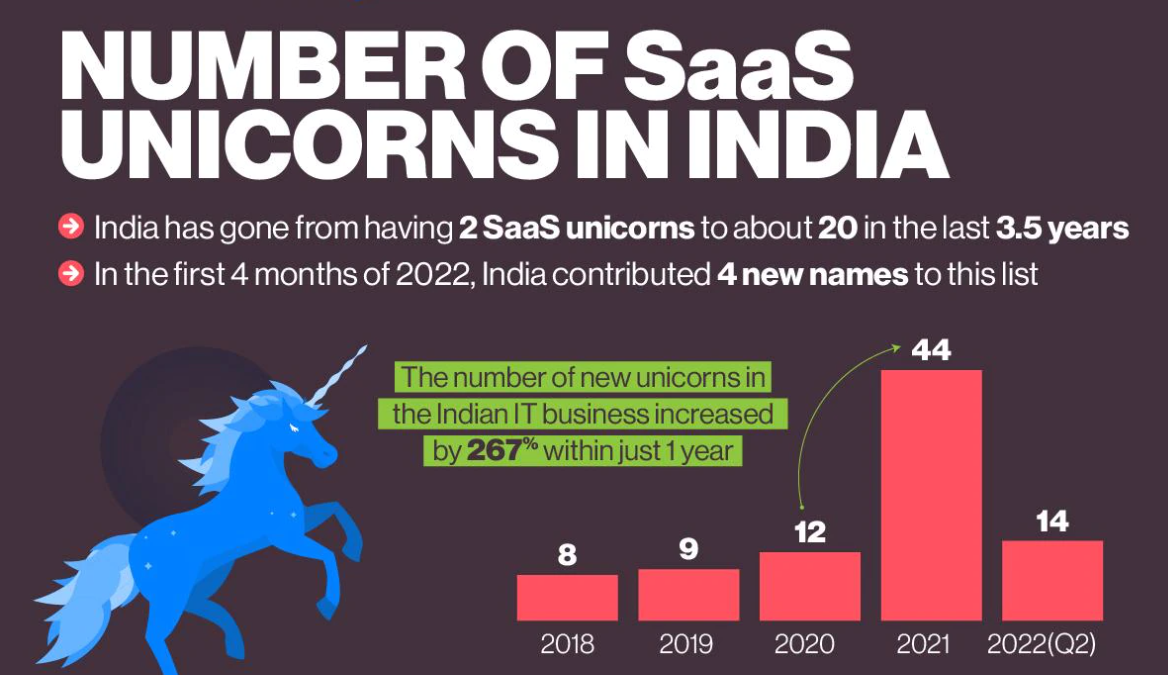 NUMBER OF SaaS
UNICORNS IN INDIA
India has gone from having 2 SaaS unicorns to about 20 in the last 3.5 years
In the first 4 months of 2022, India contributed 4 new names to this list
The number of new unicorns in
the Indian IT business increased
by 267% within just 1 year
44
12
14
8
9
2018
2019
2020
2021
2022(Q2)